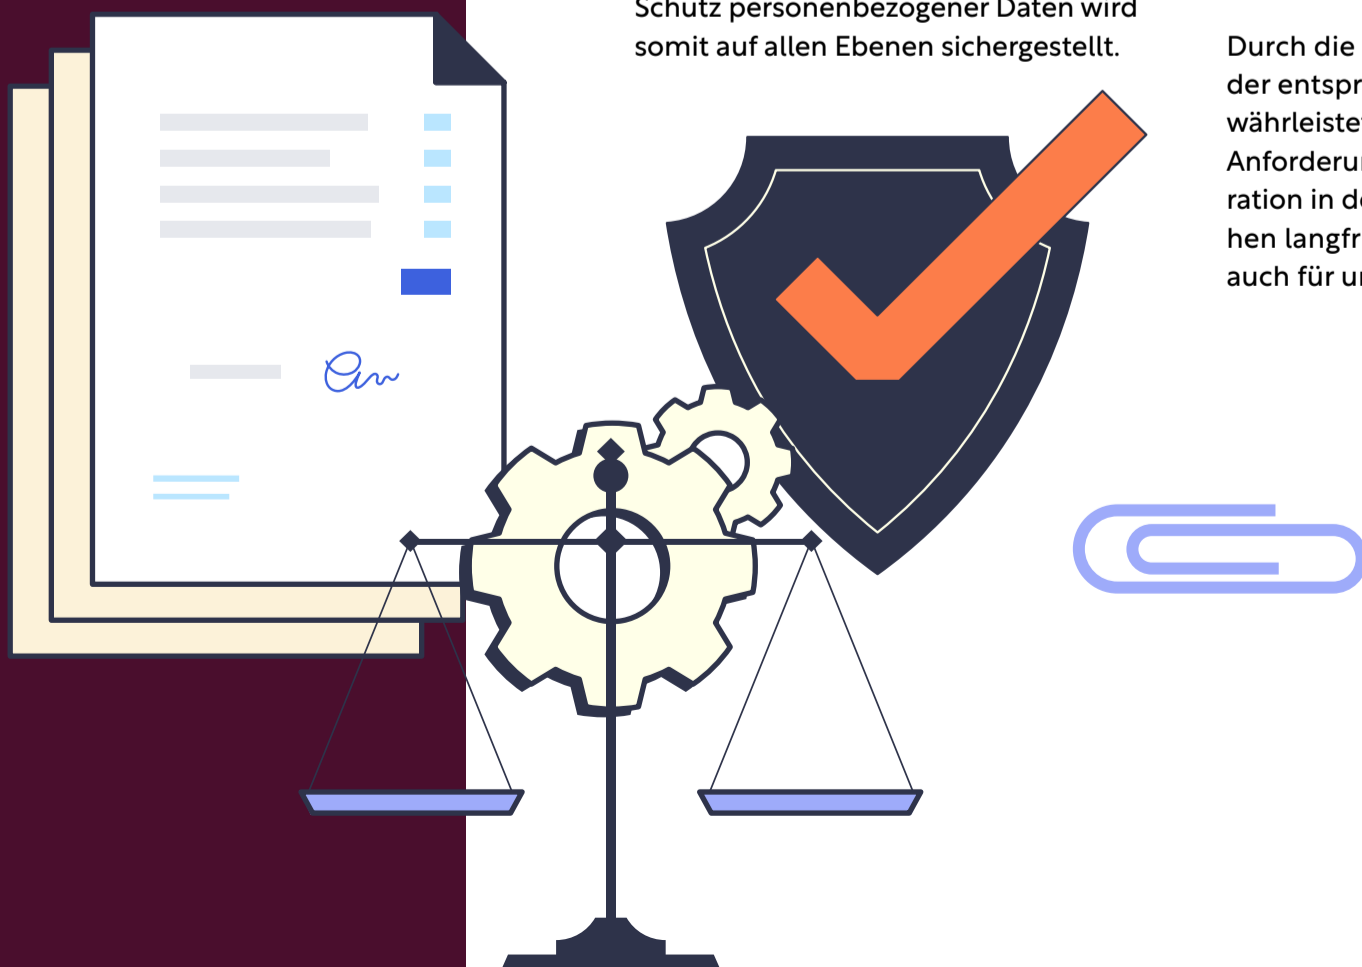 Schutz personenbezogener Daten wird
somit auf allen Ebenen sichergestellt.
Durch die
der entspr
währleistet
Anforderu
ration in d
hen langfr
auch für u